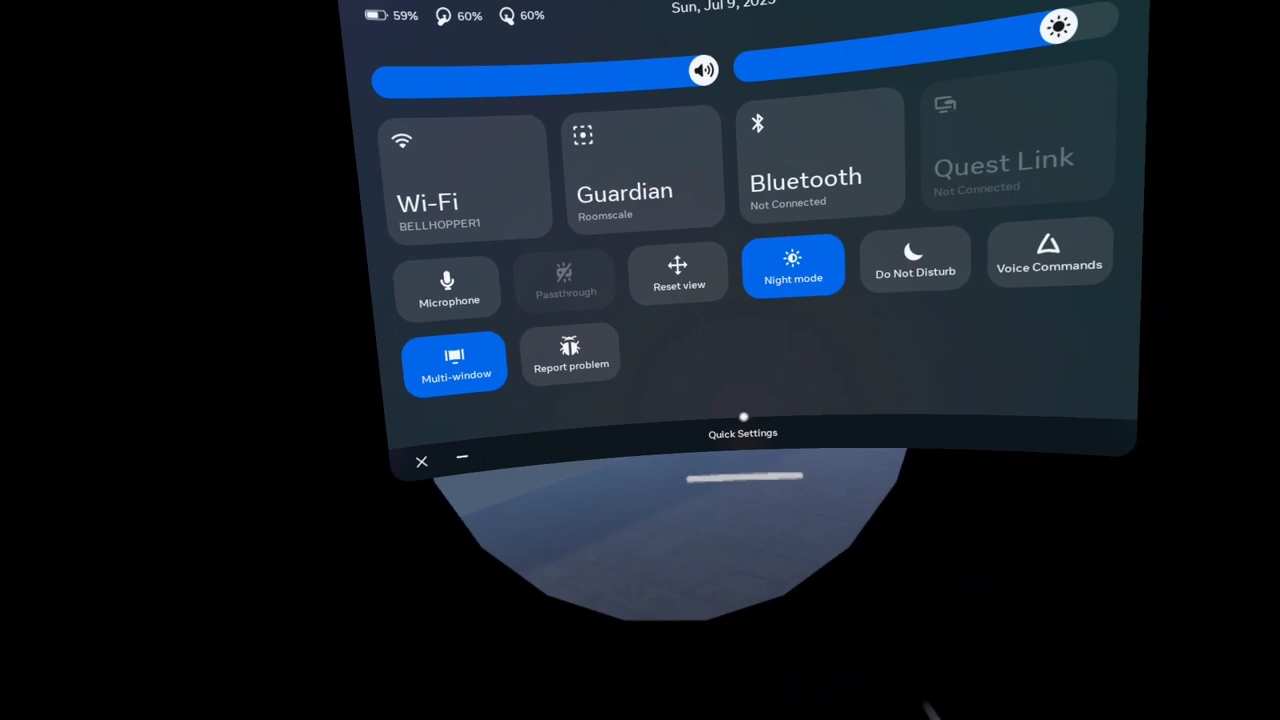 59% 60% 60%
Sun, Jul 9, 2023
Wi-Fi
BELLHOPPER1
Guardian
Roomscale
Bluetooth
Not Connected
Quest Link
Not Connected
Microphone
Passthrough
Reset view
Night mode
Do Not Disturb
Voice Commands
Multi-window
Report problem
Quick Settings